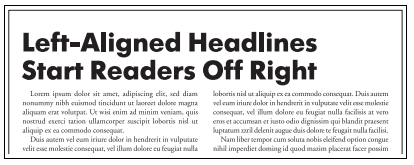 Left-Aligned Headlines
Start Readers Off Right
Lorem ipsum dolor sit amet, adipiscing elit, sed diam
nonummy nibh euismod tincidunt ut laoreet dolore magna
aliquam erat volutpat. Ut wisi enim ad minim veniam, quis
nostrud exerci tation ullamcorper suscipit lobortis nisl ut
aliquip ex ea commodo consequat.
Duis autem vel eum iriure dolor in hendrerit in vulputate
velit esse molestie consequat, vel illum dolore eu feugiat nulla
lobortis nisl ut aliquip ex ea commodo consequat. Duis autem
vel eum iriure dolor in hendrerit in vulputate velit esse molestie
consequat, vel illum dolore eu feugiat nulla facilisis at vero
eros et accumsan et iusto odio dignissim qui blandit praesent
luptatum zzril delenit augue duis dolore te feugait nulla facilisi.
Nam liber tempor cum soluta nobis eleifend option congue
nihil imperdiet doming id quod mazim placerat facer possim